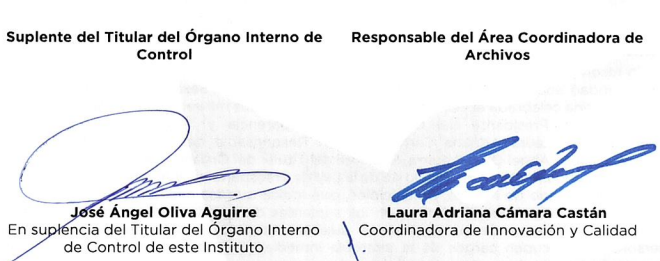 Suplente del Titular del Órgano Interno de
Control
Responsable del Área Coordinadora de
Archivos
José Ángel Oliva Aguirre
En suplencia del Titular del Órgano Interno
de Control de este Instituto
Laura Adriana Cámara Castán
Coordinadora de Innovación y Calidad